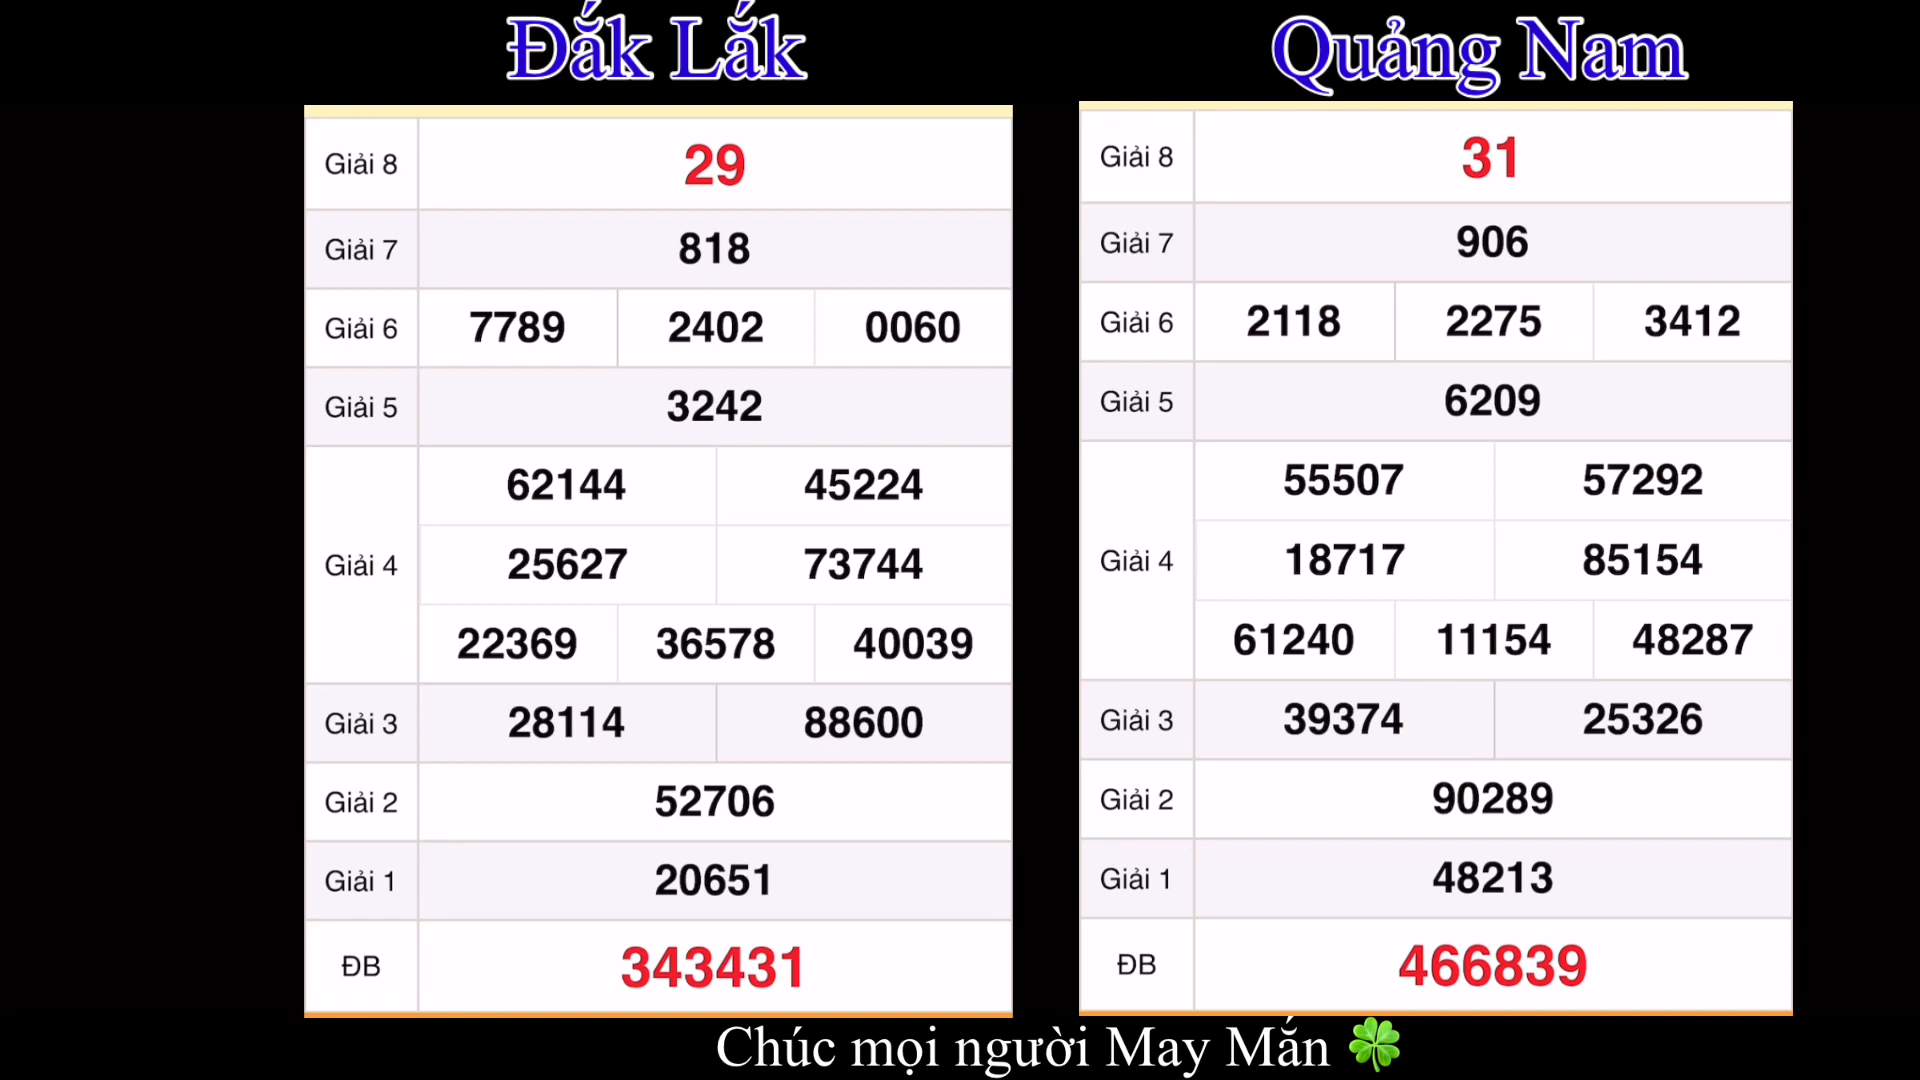 Đắk Lắk
Giải 8 29
Giải 7 818
Giải 6 7789 2402 0060
Giải 5 3242
Giải 4 62144 45224
25627 73744
22369 36578 40039
Giải 3 28114 88600
Giải 2 52706
Giải 1 20651
ĐB 343431
Quảng Nam
Giải 8 31
Giải 7 906
Giải 6 2118 2275 3412
Giải 5 6209
Giải 4 55507 57292
18717 85154
61240 11154 48287
Giải 3 39374 25326
Giải 2 90289
Giải 1 48213
ĐB 466839
Chúc mọi người May Mắn 🍀